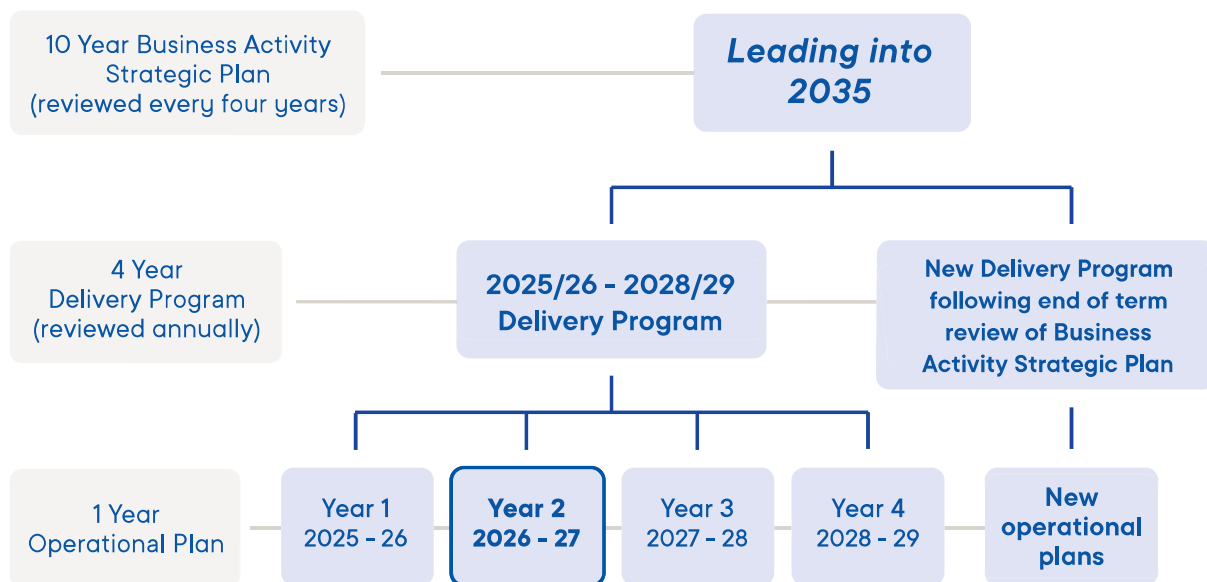 10 Year Business Activity
Strategic Plan
(reviewed every four years)
Leading into
2035
4 Year
Delivery Program
(reviewed annually)
2025/26 - 2028/29
Delivery Program
New Delivery Program
following end of term
review of Business
Activity Strategic Plan
1 Year
Operational Plan
Year 1
2025 - 26
Year 2
2026 - 27
Year 3
2027 - 28
Year 4
2028 - 29
New
operational
plans